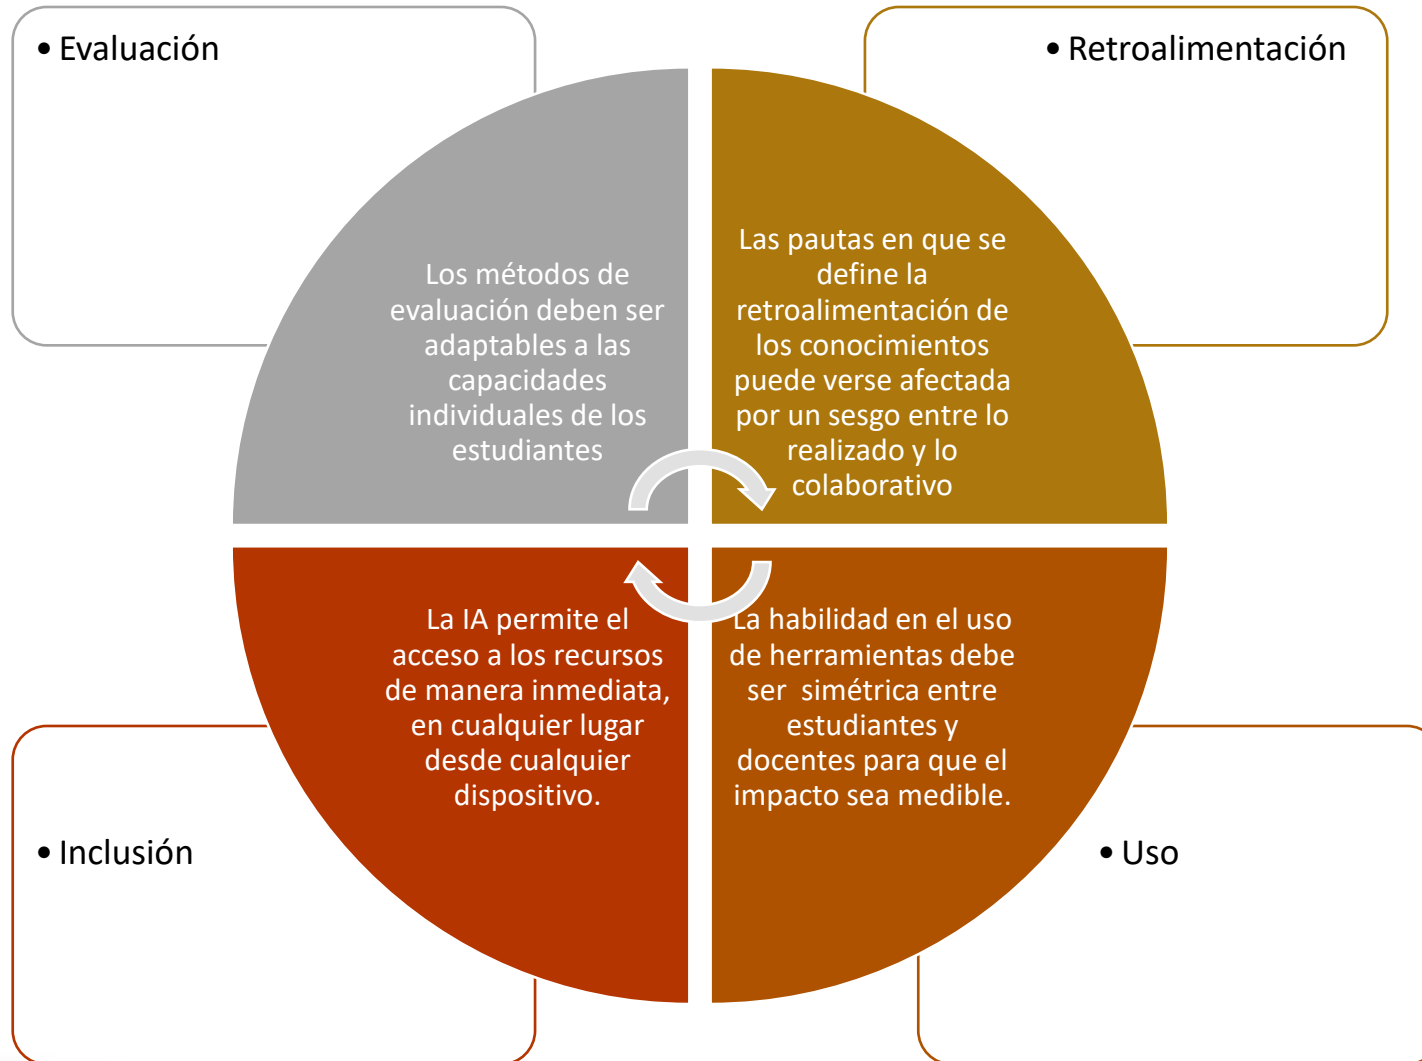 • Evaluación
• Retroalimentación
Los métodos de
evaluación deben ser
adaptables a las
capacidades
individuales de los
estudiantes
Las pautas en que se
define la
retroalimentación de
los conocimientos
puede verse afectada
por un sesgo entre lo
realizado y lo
colaborativo
La IA permite el
acceso a los recursos
de manera inmediata,
en cualquier lugar
desde cualquier
dispositivo.
La habilidad en el uso
de herramientas debe
ser  simétrica entre
estudiantes y
docentes para que el
impacto sea medible.
• Inclusión
• Uso